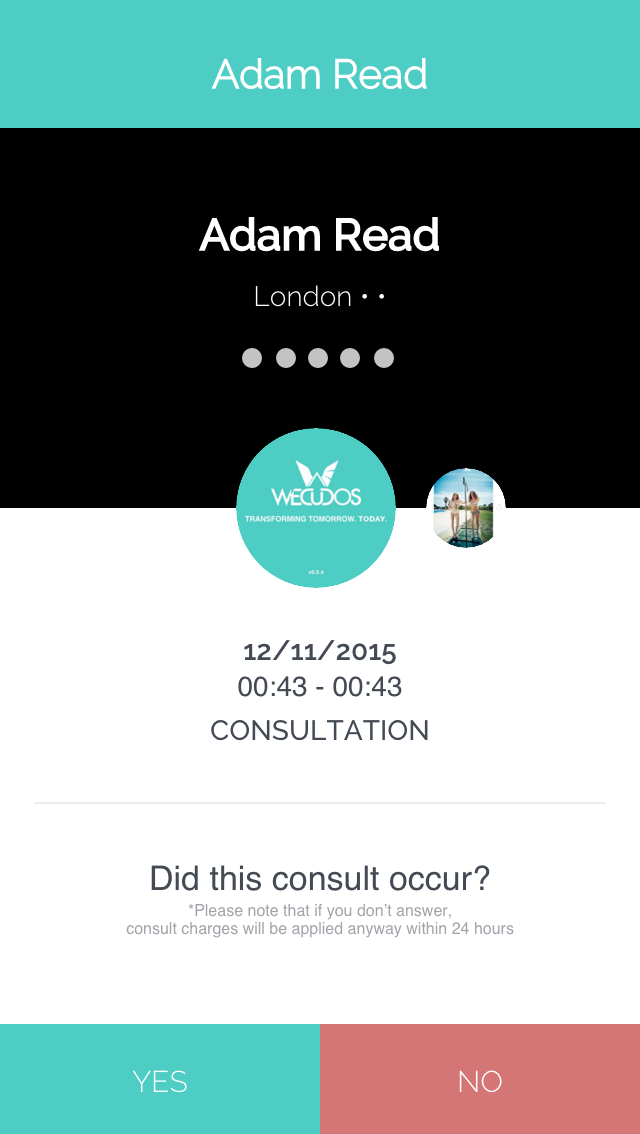 Adam Read
Adam Read
London • •
WECUDOS
TRANSFORMING TOMORROW. TODAY.
v0.0.4
12/11/2015
00:43 - 00:43
CONSULTATION
Did this consult occur?
*Please note that if you don’t answer,
consult charges will be applied anyway within 24 hours
YES
NO